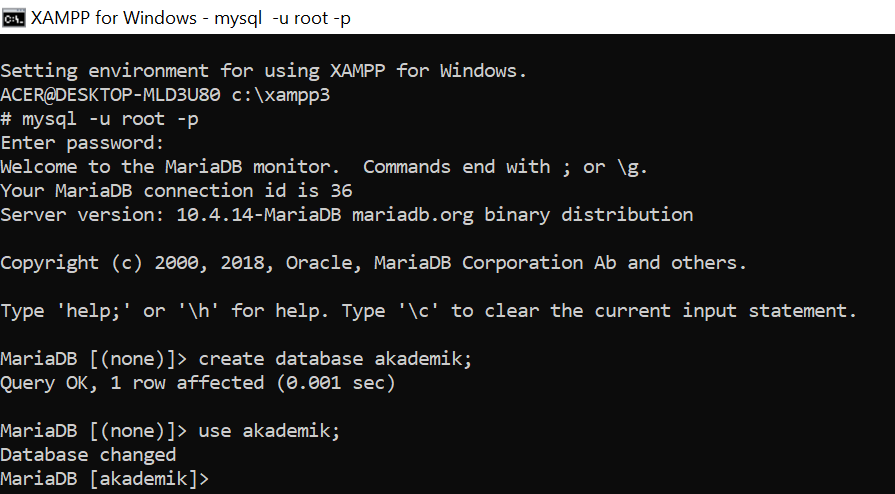 XAMPP for Windows - mysql  -u root -p
Setting environment for using XAMPP for Windows.
ACER@DESKTOP-MLD3U80 c:\xampp3
# mysql -u root -p
Enter password:
Welcome to the MariaDB monitor.  Commands end with ; or \g.
Your MariaDB connection id is 36
Server version: 10.4.14-MariaDB mariadb.org binary distribution
Copyright (c) 2000, 2018, Oracle, MariaDB Corporation Ab and others.
Type 'help;' or '\h' for help. Type '\c' to clear the current input statement.
MariaDB [(none)]> create database akademik;
Query OK, 1 row affected (0.001 sec)
MariaDB [(none)]> use akademik;
Database changed
MariaDB [akademik]>